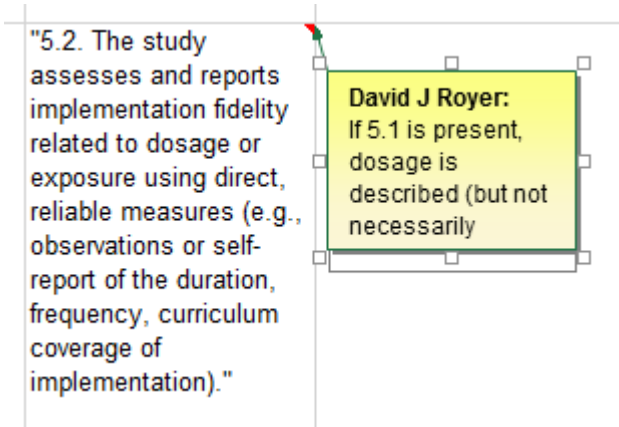 "5.2. The study
assesses and reports
implementation fidelity
related to dosage or
exposure using direct,
reliable measures (e.g.,
observations or self-
report of the duration,
frequency, curriculum
coverage of
implementation)."
David J Royer:
If 5.1 is present,
dosage is
described (but not
necessarily